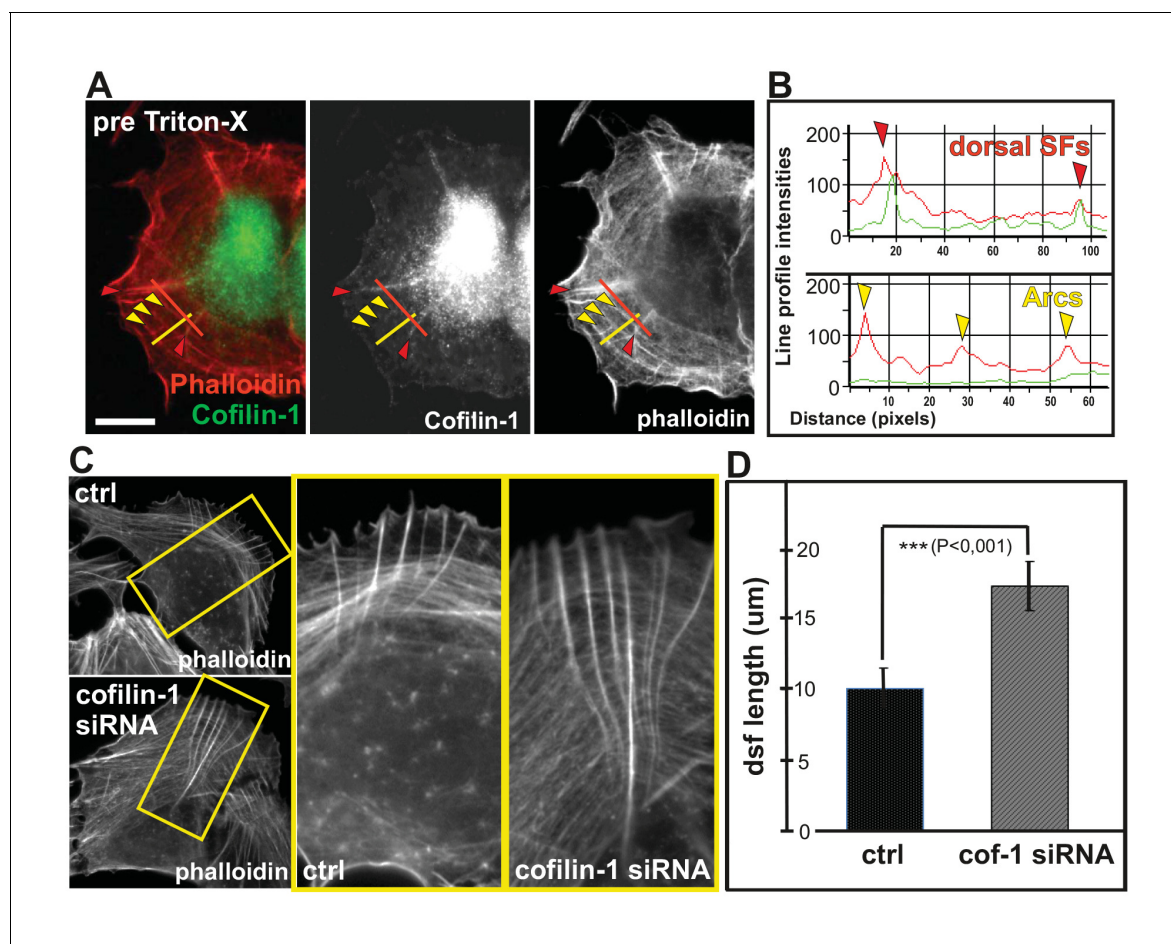 A
pre Triton-X
Phalloidin
Cofilin-1
Cofilin-1
phalloidin
B
Line profile intensities
200
dorsal SFs
100
0
20 40 60 80 100
200
Arcs
100
0
0 10 20 30 40 50 60
Distance (pixels)
C
ctrl
phalloidin
cofilin-1
siRNA
phalloidin
ctrl
cofilin-1 siRNA
D
dsf length (um)
20
15
10
5
0
*** (P<0,001)
ctrl cof-1 siRNA